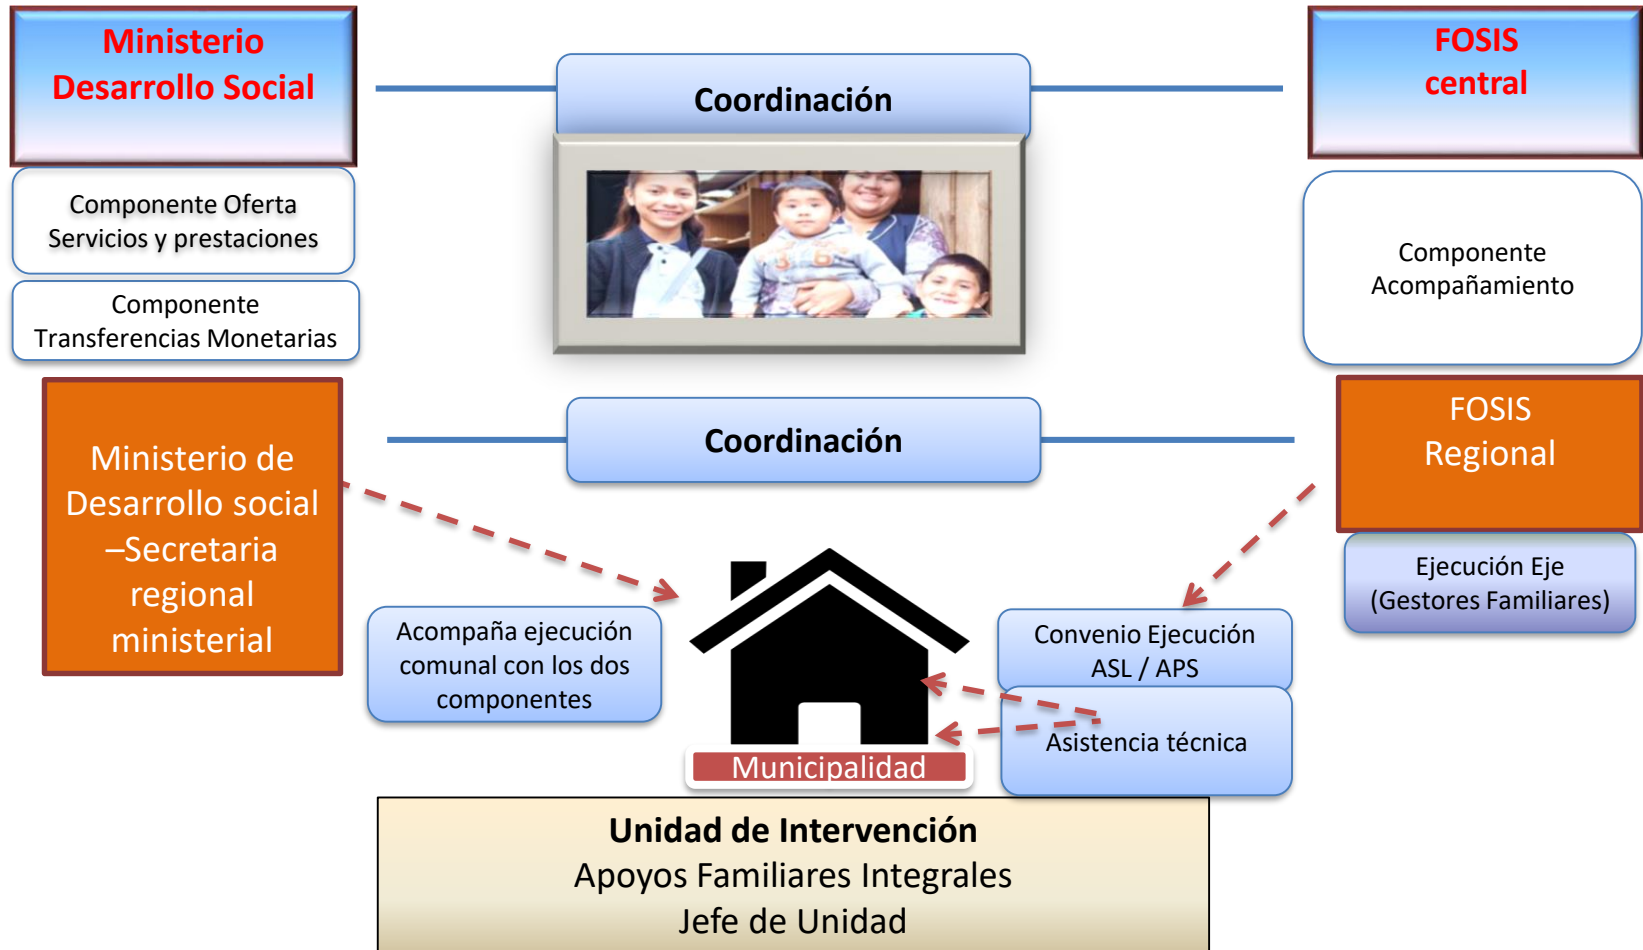 Ministerio
Desarrollo Social
Coordinación
FOSIS
central
Componente Oferta
Servicios y prestaciones
Componente
Transferencias Monetarias
Componente
Acompañamiento
Ministerio de
Desarrollo social
–Secretaria
regional
ministerial
Coordinación
FOSIS
Regional
Ejecución Eje
(Gestores Familiares)
Acompaña ejecución
comunal con los dos
componentes
Convenio Ejecución
ASL / APS
Asistencia técnica
Municipalidad
Unidad de Intervención
Apoyos Familiares Integrales
Jefe de Unidad